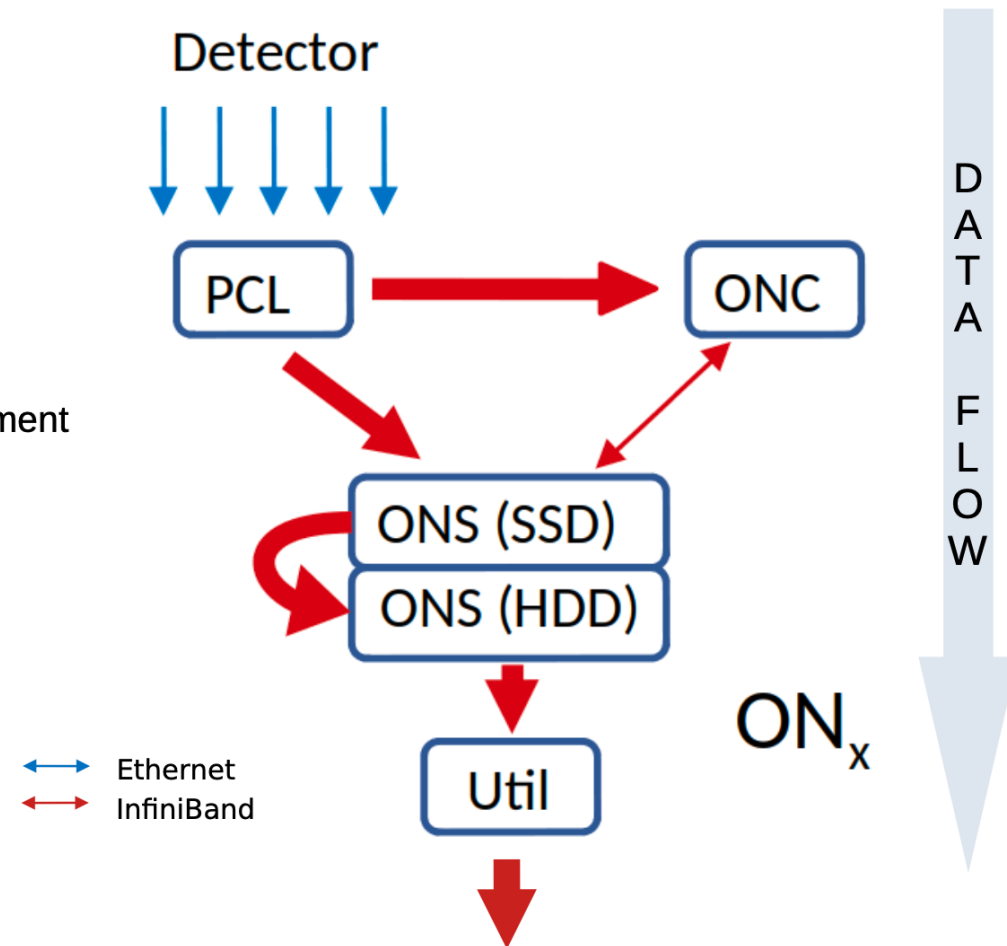 Detector
PCL
ONC
ment
ONS (SSD)
ONS (HDD)
Util
ONx
Ethernet
InfiniBand
DATA FLOW